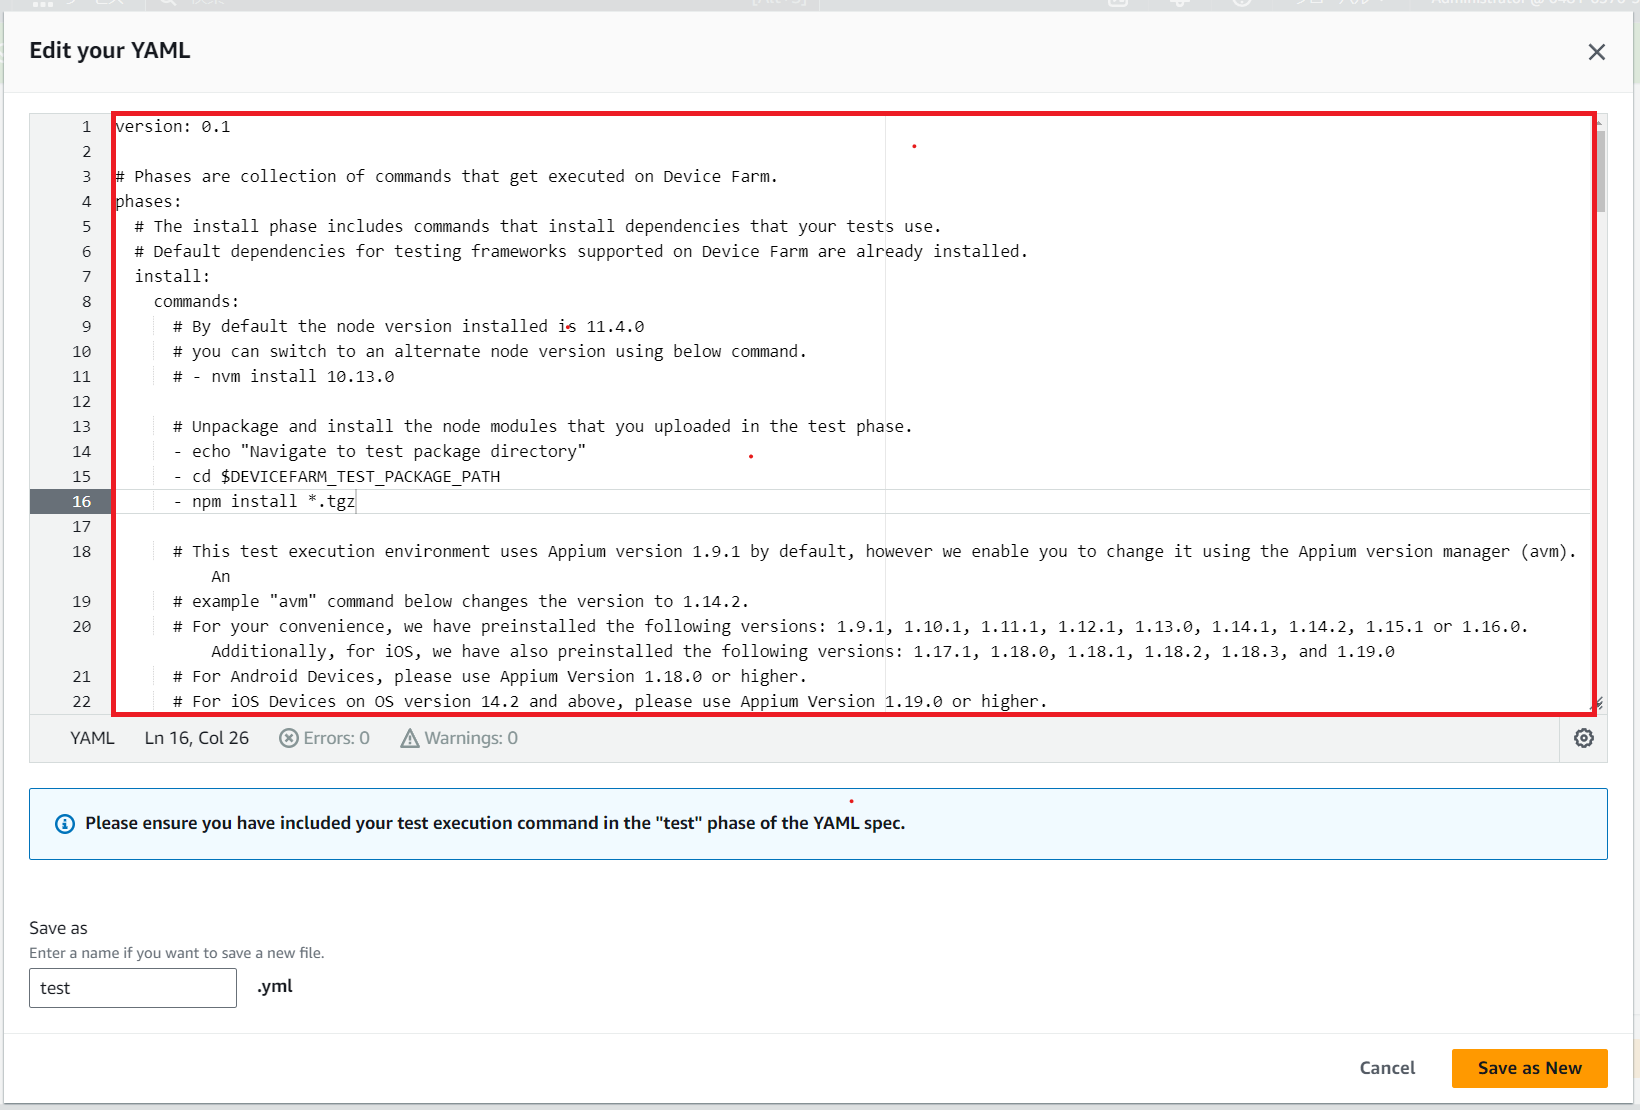 Edit your YAML
1 version: 0.1
2
3 # Phases are collection of commands that get executed on Device Farm.
4 phases:
5 # The install phase includes commands that install dependencies that your tests use.
6 # Default dependencies for testing frameworks supported on Device Farm are already installed.
7 install:
8 commands:
9 # By default the node version installed is 11.4.0
10 # you can switch to an alternate node version using below command.
11 # - nvm install 10.13.0
12
13 # Unpackage and install the node modules that you uploaded in the test phase.
14 - echo "Navigate to test package directory"
15 - cd $DEVICEFARM_TEST_PACKAGE_PATH
16 - npm install *.tgz
17
18 # This test execution environment uses Appium version 1.9.1 by default, however we enable you to change it using the Appium version manager (avm).
An
19 # example "avm" command below changes the version to 1.14.2.
20 # For your convenience, we have preinstalled the following versions: 1.9.1, 1.10.1, 1.11.1, 1.12.1, 1.13.0, 1.14.1, 1.14.2, 1.15.1 or 1.16.0.
Additionally, for iOS, we have also preinstalled the following versions: 1.17.1, 1.18.0, 1.18.1, 1.18.2, 1.18.3, and 1.19.0
21 # For Android Devices, please use Appium Version 1.18.0 or higher.
22 # For iOS Devices on OS version 14.2 and above, please use Appium Version 1.19.0 or higher.
YAML Ln 16, Col 26 Errors: 0 Warnings: 0
Please ensure you have included your test execution command in the "test" phase of the YAML spec.
Save as
Enter a name if you want to save a new file.
test .yml
Cancel Save as New